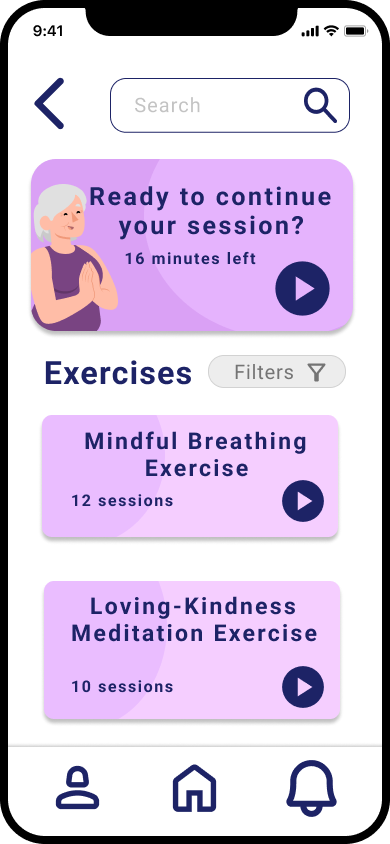 9:41
Search
Ready to continue
your session?
16 minutes left
Exercises
Filters
Mindful Breathing
Exercise
12 sessions
Loving-Kindness
Meditation Exercise
10 sessions